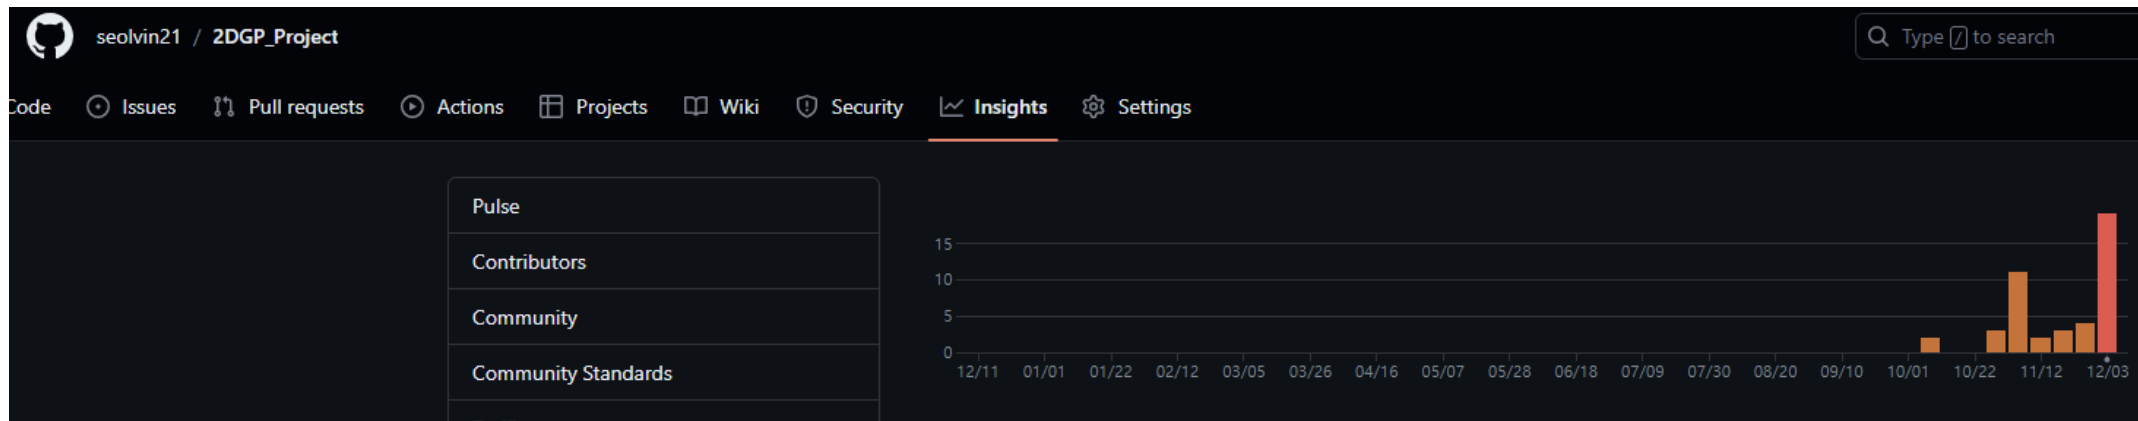 seolvin21 / 2DGP_Project
Type / to search
Code Issues Pull requests Actions Projects Wiki Security Insights Settings
Pulse
Contributors
Community
Community Standards
15
10
5
0
12/11 01/01 01/22 02/12 03/05 03/26 04/16 05/07 05/28 06/18 07/09 07/30 08/20 09/10 10/01 10/22 11/12 12/03